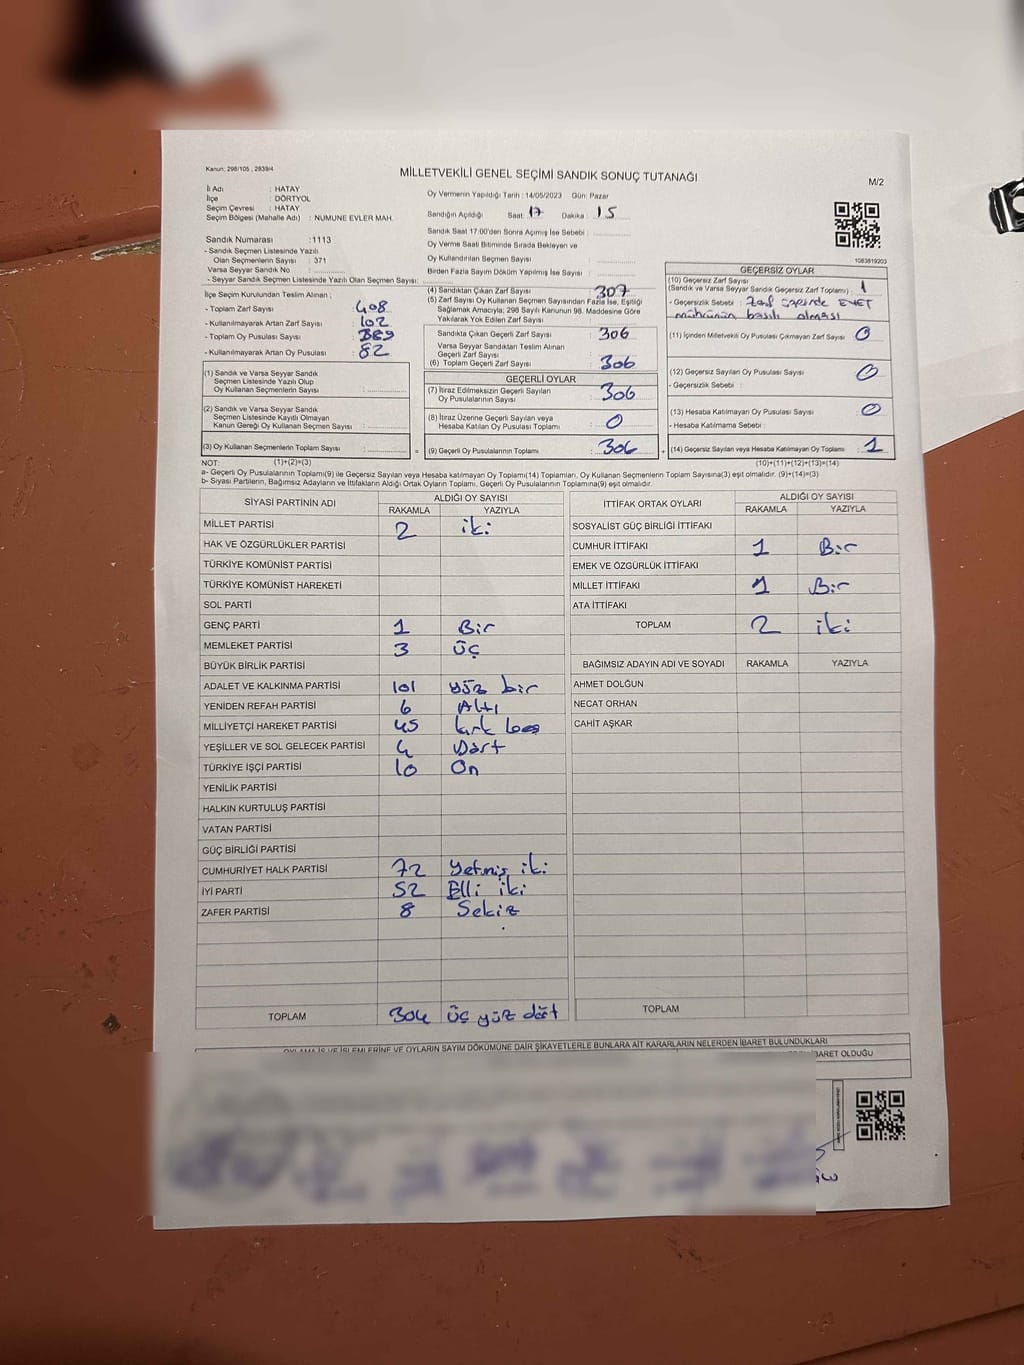 Kanun: 298/105 , 2839/4
MİLLETVEKİLİ GENEL SEÇİMİ SANDIK SONUÇ TUTANAĞI
M/2
İl Adı : HATAY
İlçe : DÖRTYOL
Seçim Çevresi : HATAY
Seçim Bölgesi (Mahalle Adı) : NUMUNE EVLER MAH.
Sandık Numarası :1113
- Sandık Seçmen Listesinde Yazılı
Olan Seçmenlerin Sayısı : 371
Varsa Seyyar Sandık No :
- Seyyar Sandık Seçmen Listesinde Yazılı Olan Seçmen Sayısı:
Oy Vermenin Yapıldığı Tarih : 14/05/2023 Gün: Pazar
Sandığın Açıldığı Saat: 17 Dakika : 15
Sandık Saat 17:00'den Sonra Açımış İse Sebebi :
Oy Verme Saati Bitiminde Sırada Bekleyen ve
Oy Kullandırılan Seçmen Sayısı :
Birden Fazla Sayım Döküm Yapılmış İse Sayısı :
1083819203
İlçe Seçim Kurulundan Teslim Alınan ;
- Toplam Zarf Sayısı : 408
- Kullanılmayarak Artan Zarf Sayısı : 102
- Toplam Oy Pusulası Sayısı : 389
- Kullanılmayarak Artan Oy Pusulası : 82
(1) Sandık ve Varsa Seyyar Sandık
Seçmen Listesinde Yazılı Olup
Oy Kullanan Seçmenlerin Sayısı :
(2) Sandık ve Varsa Seyyar Sandık
Seçmen Listesinde Kayıtlı Olmayan
Kanun Gereği Oy Kullanan Seçmen Sayısı :
(3) Oy Kullanan Seçmenlerin Toplam Sayısı :
(4) Sandıktan Çıkan Zarf Sayısı : 307
(5) Zarf Sayısı Oy Kullanan Seçmen Sayısından Fazla İse, Eşitliği
Sağlamak Amacıyla; 298 Sayılı Kanunun 98. Maddesine Göre
Yakılarak Yok Edilen Zarf Sayısı :
Sandıkta Çıkan Geçerli Zarf Sayısı : 306
Varsa Seyyar Sandıktan Teslim Alınan
Geçerli Zarf Sayısı :
(6) Toplam Geçerli Zarf Sayısı : 306
GEÇERLİ OYLAR
(7) İtiraz Edilmeksizin Geçerli Sayılan
Oy Pusulalarının Sayısı : 306
(8) İtiraz Üzerine Geçerli Sayılan veya
Hesaba Katılan Oy Pusulası Toplamı : 0
(9) Geçerli Oy Pusulalarının Toplamı : 306
GEÇERSİZ OYLAR
(10) Geçersiz Zarf Sayısı
(Sandık ve Varsa Seyyar Sandık Geçersiz Zarf Toplamı) : 1
- Geçersizlik Sebebi : Zarf üzerinde EVET
mührünün basılı olması
(11) İçinden Milletvekili Oy Pusulası Çıkmayan Zarf Sayısı : 0
(12) Geçersiz Sayılan Oy Pusulası Sayısı : 0
- Geçersizlik Sebebi :
(13) Hesaba Katılmayan Oy Pusulası Sayısı : 0
- Hesaba Katılmama Sebebi :
(14) Geçersiz Sayılan veya Hesaba Katılmayan Oy Toplamı : 1
NOT: (1)+(2)=(3) (10)+(11)+(12)+(13)=(14)
a- Geçerli Oy Pusulalarının Toplamı(9) ile Geçersiz Sayılan veya Hesaba katılmayan Oy Toplamı(14) Toplamları, Oy Kullanan Seçmenlerin Toplam Sayısına(3) eşit olmalıdır. (9)+(14)=(3)
b- Siyasi Partilerin, Bağımsız Adayların ve İttifakların Aldığı Ortak Oyların Toplamı, Geçerli Oy Pusulalarının Toplamına(9) eşit olmalıdır.
SİYASİ PARTİNİN ADI ALDIĞI OY SAYISI
RAKAMLA YAZIYLA
MİLLET PARTİSİ 2 iki
HAK VE ÖZGÜRLÜKLER PARTİSİ
TÜRKİYE KOMÜNİST PARTİSİ
TÜRKİYE KOMÜNİST HAREKETİ
SOL PARTİ
GENÇ PARTİ 1 Bir
MEMLEKET PARTİSİ 3 üç
BÜYÜK BİRLİK PARTİSİ
ADALET VE KALKINMA PARTİSİ 101 yüz bir
YENİDEN REFAH PARTİSİ 6 Altı
MİLLİYETÇİ HAREKET PARTİSİ 45 kırk beş
YEŞİLLER VE SOL GELECEK PARTİSİ 4 Dört
TÜRKİYE İŞÇİ PARTİSİ 10 On
YENİLİK PARTİSİ
HALKIN KURTULUŞ PARTİSİ
VATAN PARTİSİ
GÜÇ BİRLİĞİ PARTİSİ
CUMHURİYET HALK PARTİSİ 72 Yetmiş iki
İYİ PARTİ 52 Elli iki
ZAFER PARTİSİ 8 Sekiz
TOPLAM 304 üç yüz dört
İTTİFAK ORTAK OYLARI ALDIĞI OY SAYISI
RAKAMLA YAZIYLA
SOSYALİST GÜÇ BİRLİĞİ İTTİFAKI
CUMHUR İTTİFAKI 1 Bir
EMEK VE ÖZGÜRLÜK İTTİFAKI
MİLLET İTTİFAKI 1 Bir
ATA İTTİFAKI
TOPLAM 2 iki
BAĞIMSIZ ADAYIN ADI VE SOYADI RAKAMLA YAZIYLA
AHMET DOLĞUN
NECAT ORHAN
CAHİT AŞKAR
TOPLAM
OYLAMA İŞ VE İŞLEMLERİNE VE OYLARIN SAYIM DÖKÜMÜNE DAİR ŞİKAYETLERLE BUNLARA AİT KARARLARIN NELERDEN İBARET BULUNDUKLARI
İBARET OLDUĞU